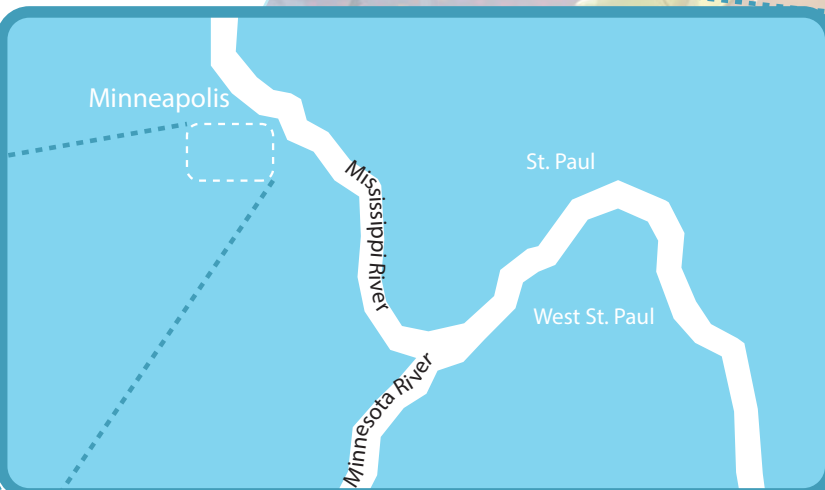 Minneapolis
St. Paul
Mississippi River
West St. Paul
Minnesota River